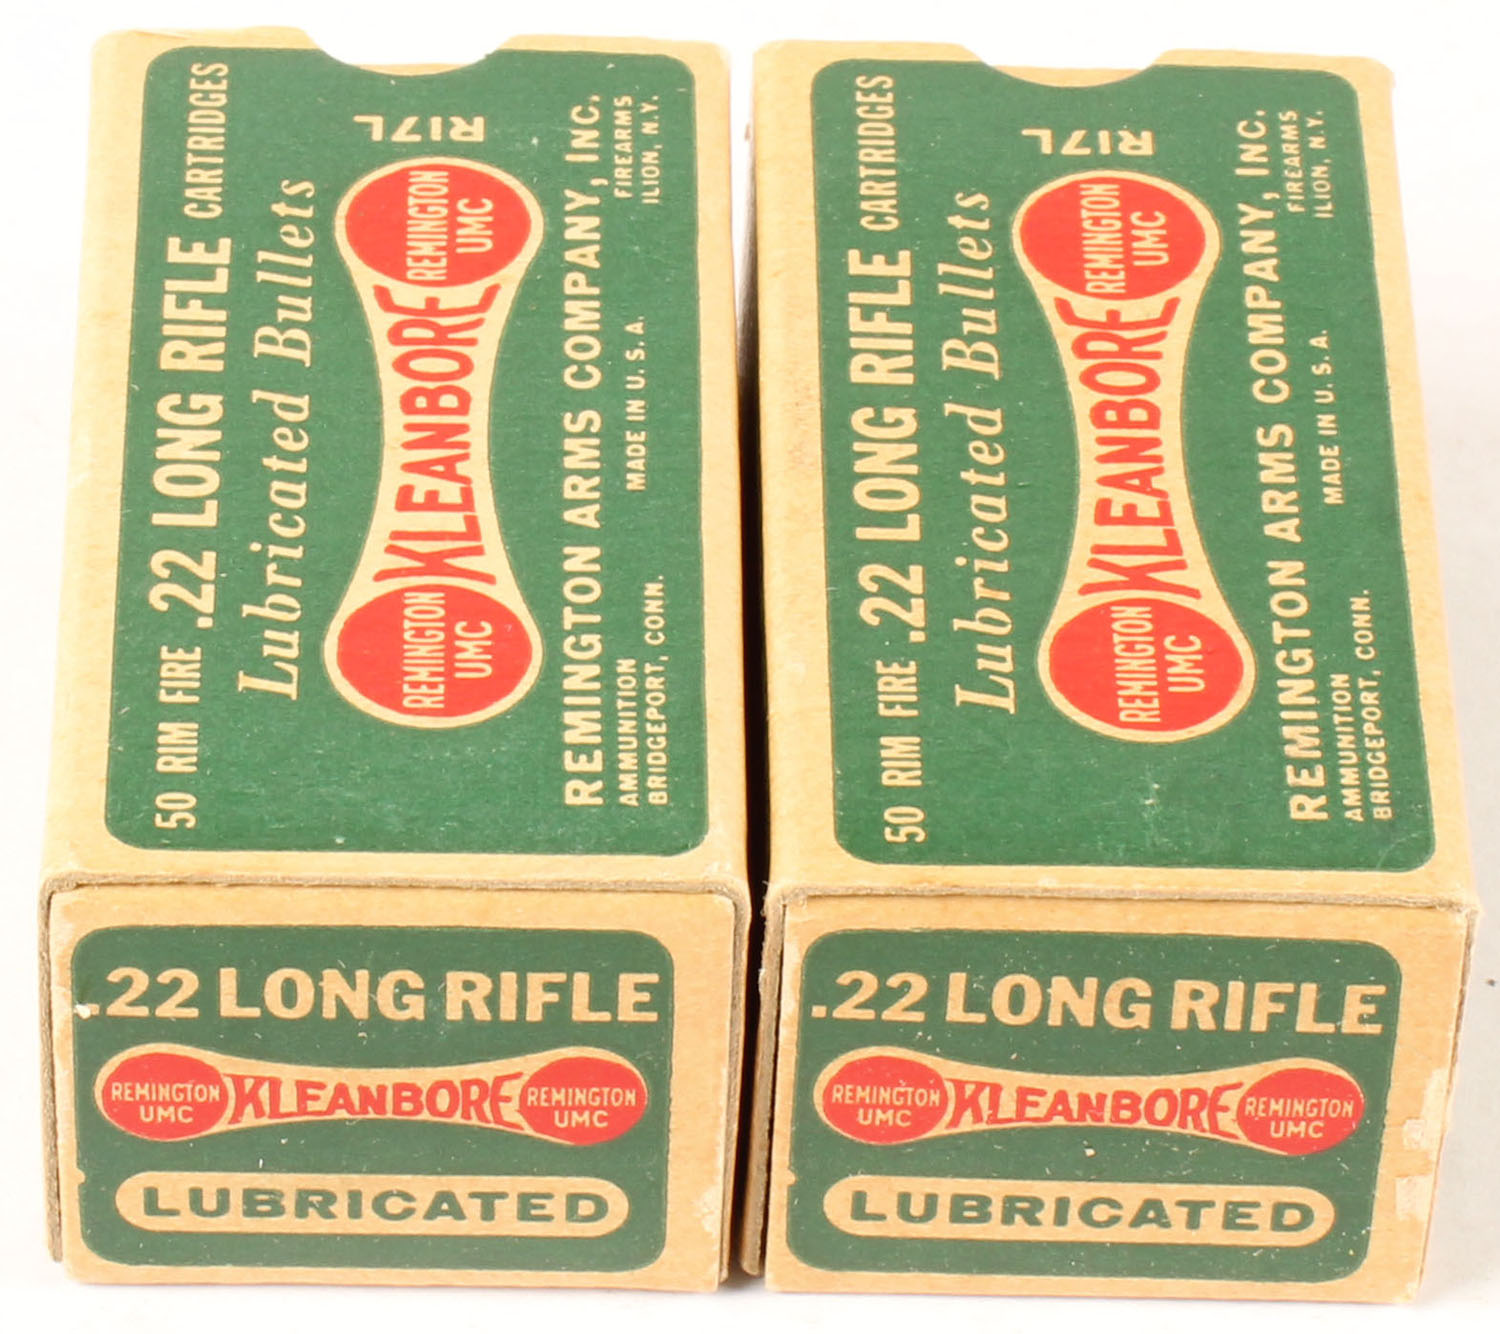 50 RIM FIRE .22 LONG RIFLE CARTRIDGES
Lubricated Bullets
R17L
REMINGTON
UMC
KLEANBORE
REMINGTON
UMC
REMINGTON ARMS COMPANY, INC.
AMMUNITION
BRIDGEPORT, CONN.
MADE IN U.S.A.
FIREARMS
ILION, N.Y.
.22 LONG RIFLE
REMINGTON
UMC
KLEANBORE
REMINGTON
UMC
LUBRICATED
50 RIM FIRE .22 LONG RIFLE CARTRIDGES
Lubricated Bullets
R17L
REMINGTON
UMC
KLEANBORE
REMINGTON
UMC
REMINGTON ARMS COMPANY, INC.
AMMUNITION
BRIDGEPORT, CONN.
MADE IN U.S.A.
FIREARMS
ILION, N.Y.
.22 LONG RIFLE
REMINGTON
UMC
KLEANBORE
REMINGTON
UMC
LUBRICATED